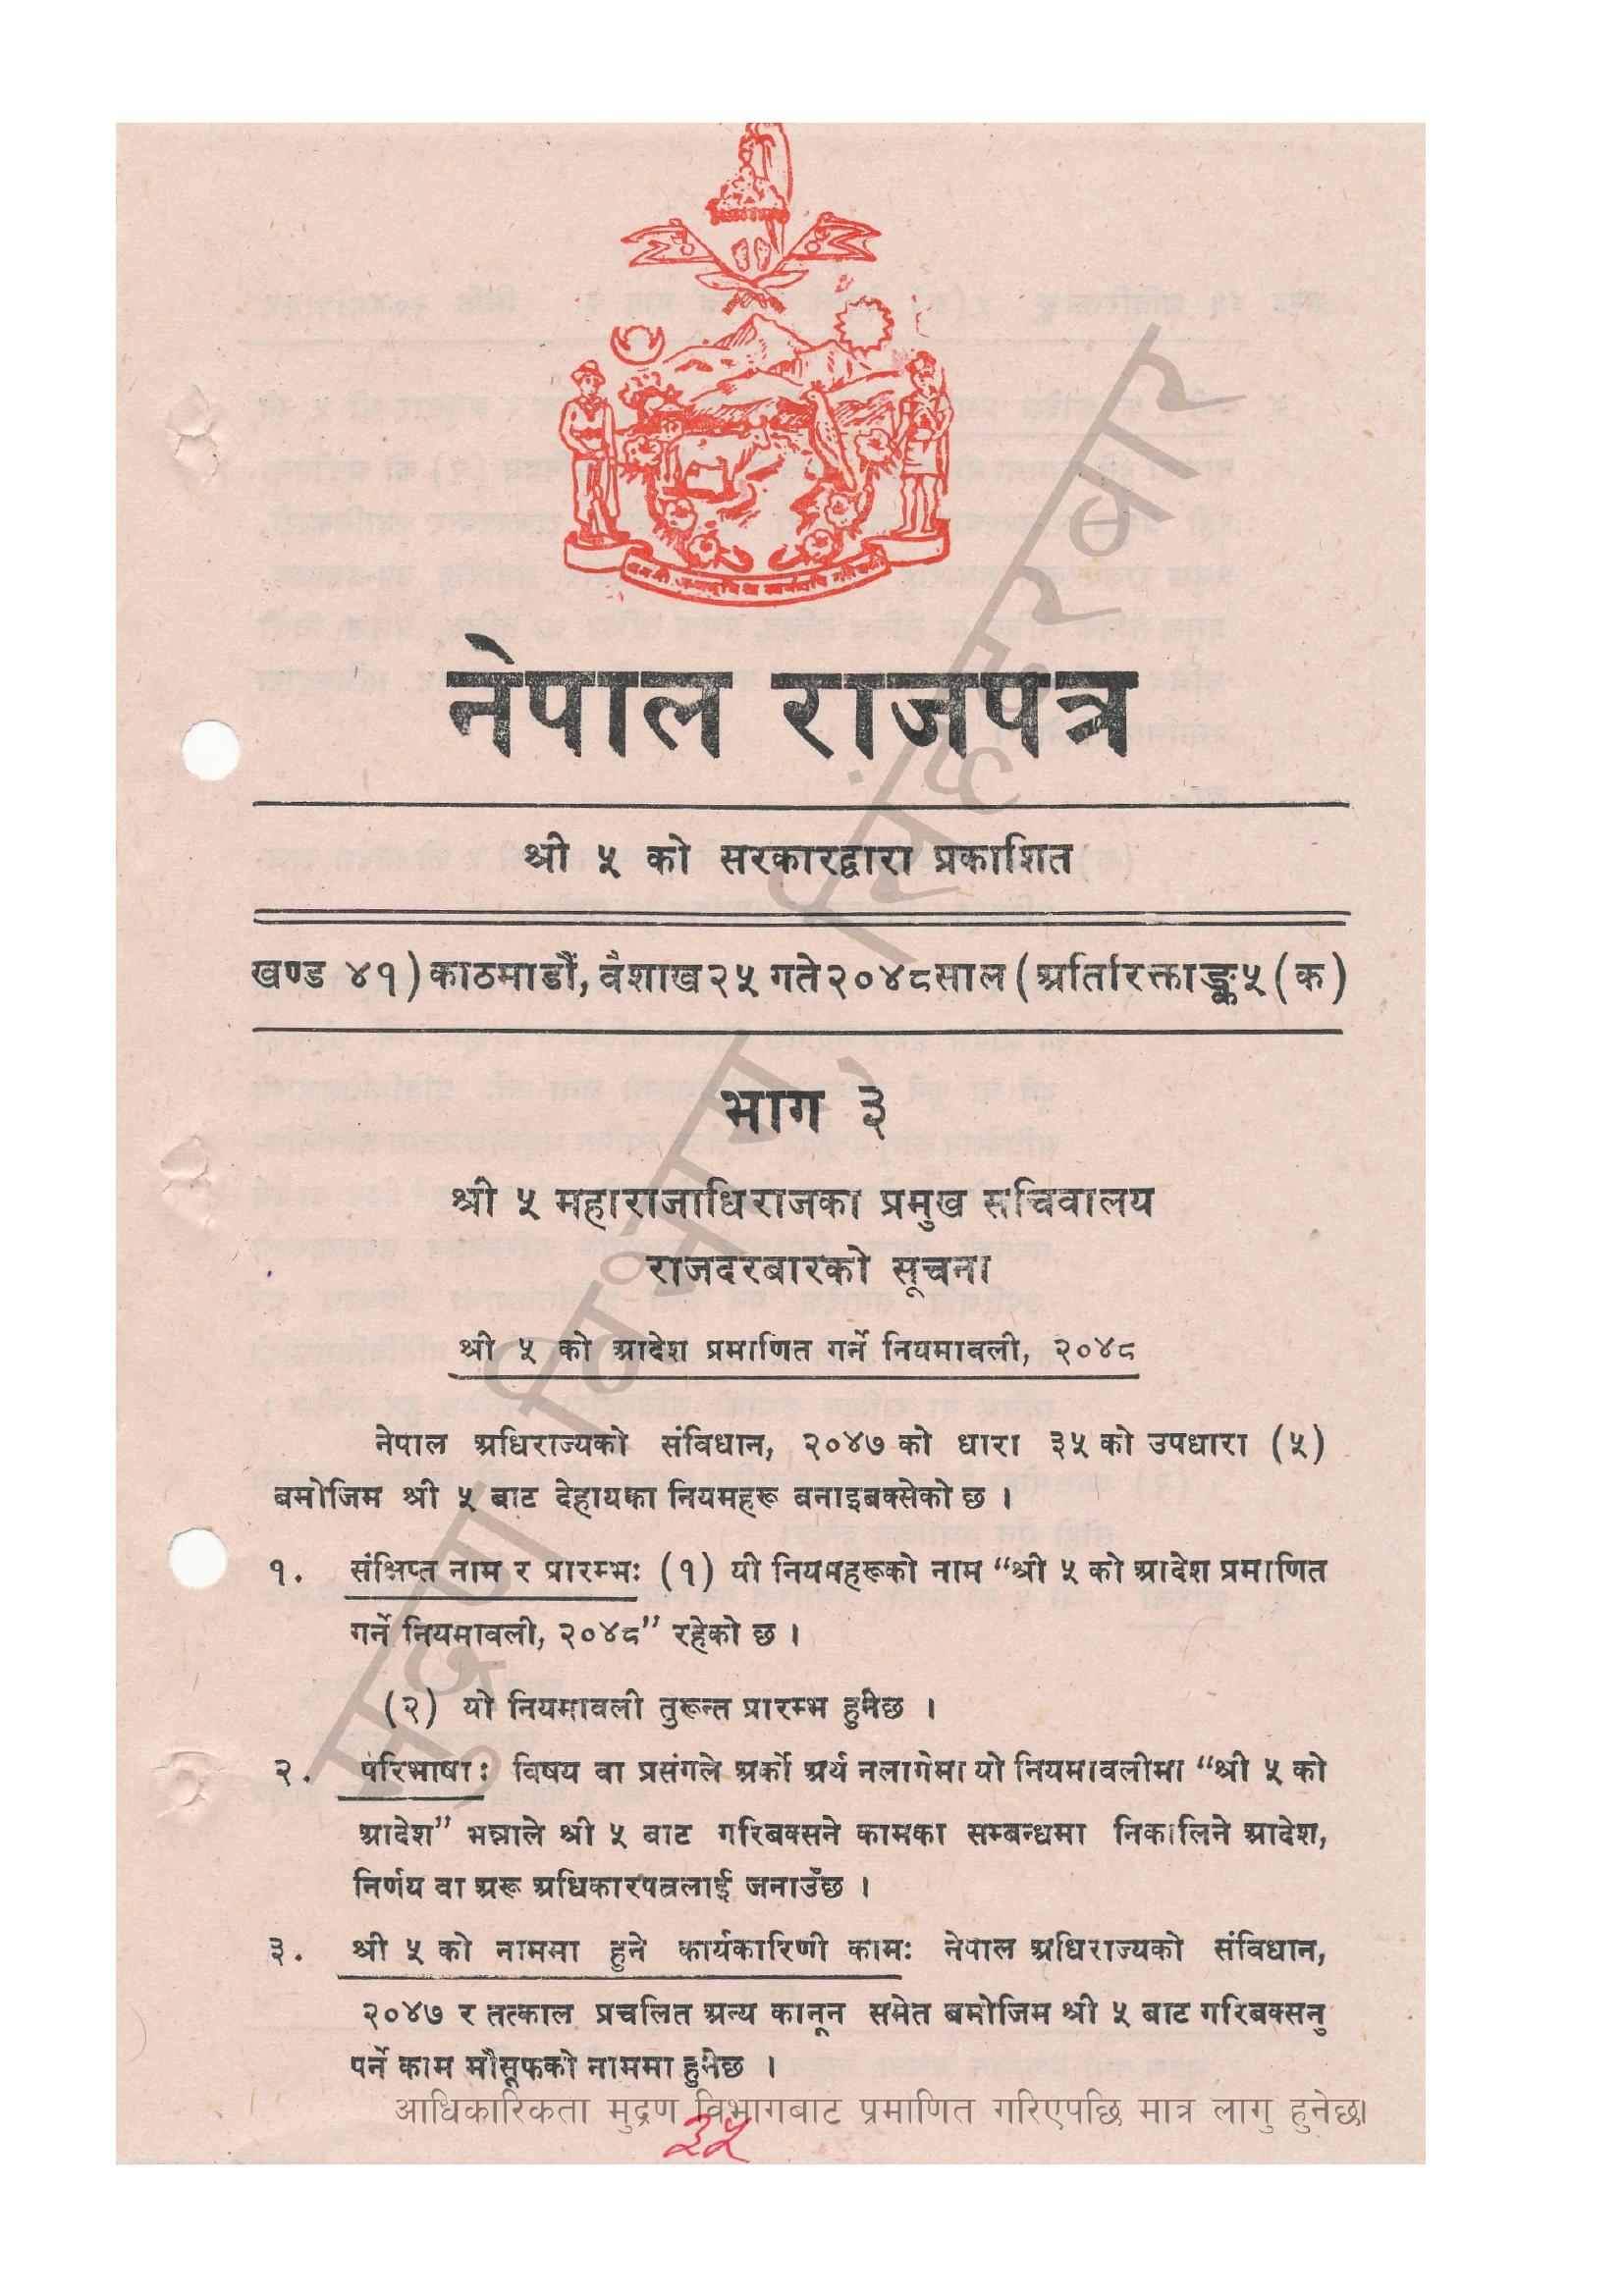 नेपाल राजपत्र
श्री ५ को सरकारद्वारा प्रकाशित
खण्ड ४१) काठमाडौं, वैशाख २५ गते २०४८ साल (अतिरिक्ताङ्क ५ (क)
भाग ३
श्री ५ महाराजाधिराजका प्रमुख सचिवालय
राजदरबारको सूचना
श्री ५ को आदेश प्रमाणित गर्ने नियमावली, २०४८
नेपाल अधिराज्यको संविधान, २०४७ को धारा ३५ को उपधारा (५)
बमोजिम श्री ५ बाट देहायका नियमहरू बनाइबक्सेको छ ।
१. संक्षिप्त नाम र प्रारम्भः (१) यी नियमहरूको नाम “श्री ५ को आदेश प्रमाणित
गर्ने नियमावली, २०४८” रहेको छ ।
(२) यो नियमावली तुरून्त प्रारम्भ हुनेछ ।
२. परिभाषाः विषय वा प्रसंगले अर्को अर्थ नलागेमा यो नियमावलीमा “श्री ५ को
आदेश” भन्नाले श्री ५ बाट गरिबक्सने कामका सम्बन्धमा निकालिने आदेश,
निर्णय वा अरू अधिकारपत्रलाई जनाउँछ ।
३. श्री ५ को नाममा हुने कार्यकारिणी कामः नेपाल अधिराज्यको संविधान,
२०४७ र तत्काल प्रचलित अन्य कानून समेत बमोजिम श्री ५ बाट गरिबक्सनु
पर्ने काम मौसूफको नाममा हुनेछ ।
आधिकारिकता मुद्रण विभागबाट प्रमाणित गरिएपछि मात्र लागु हुनेछ।
३५
मुद्रण विभाग, सिंहदरबार